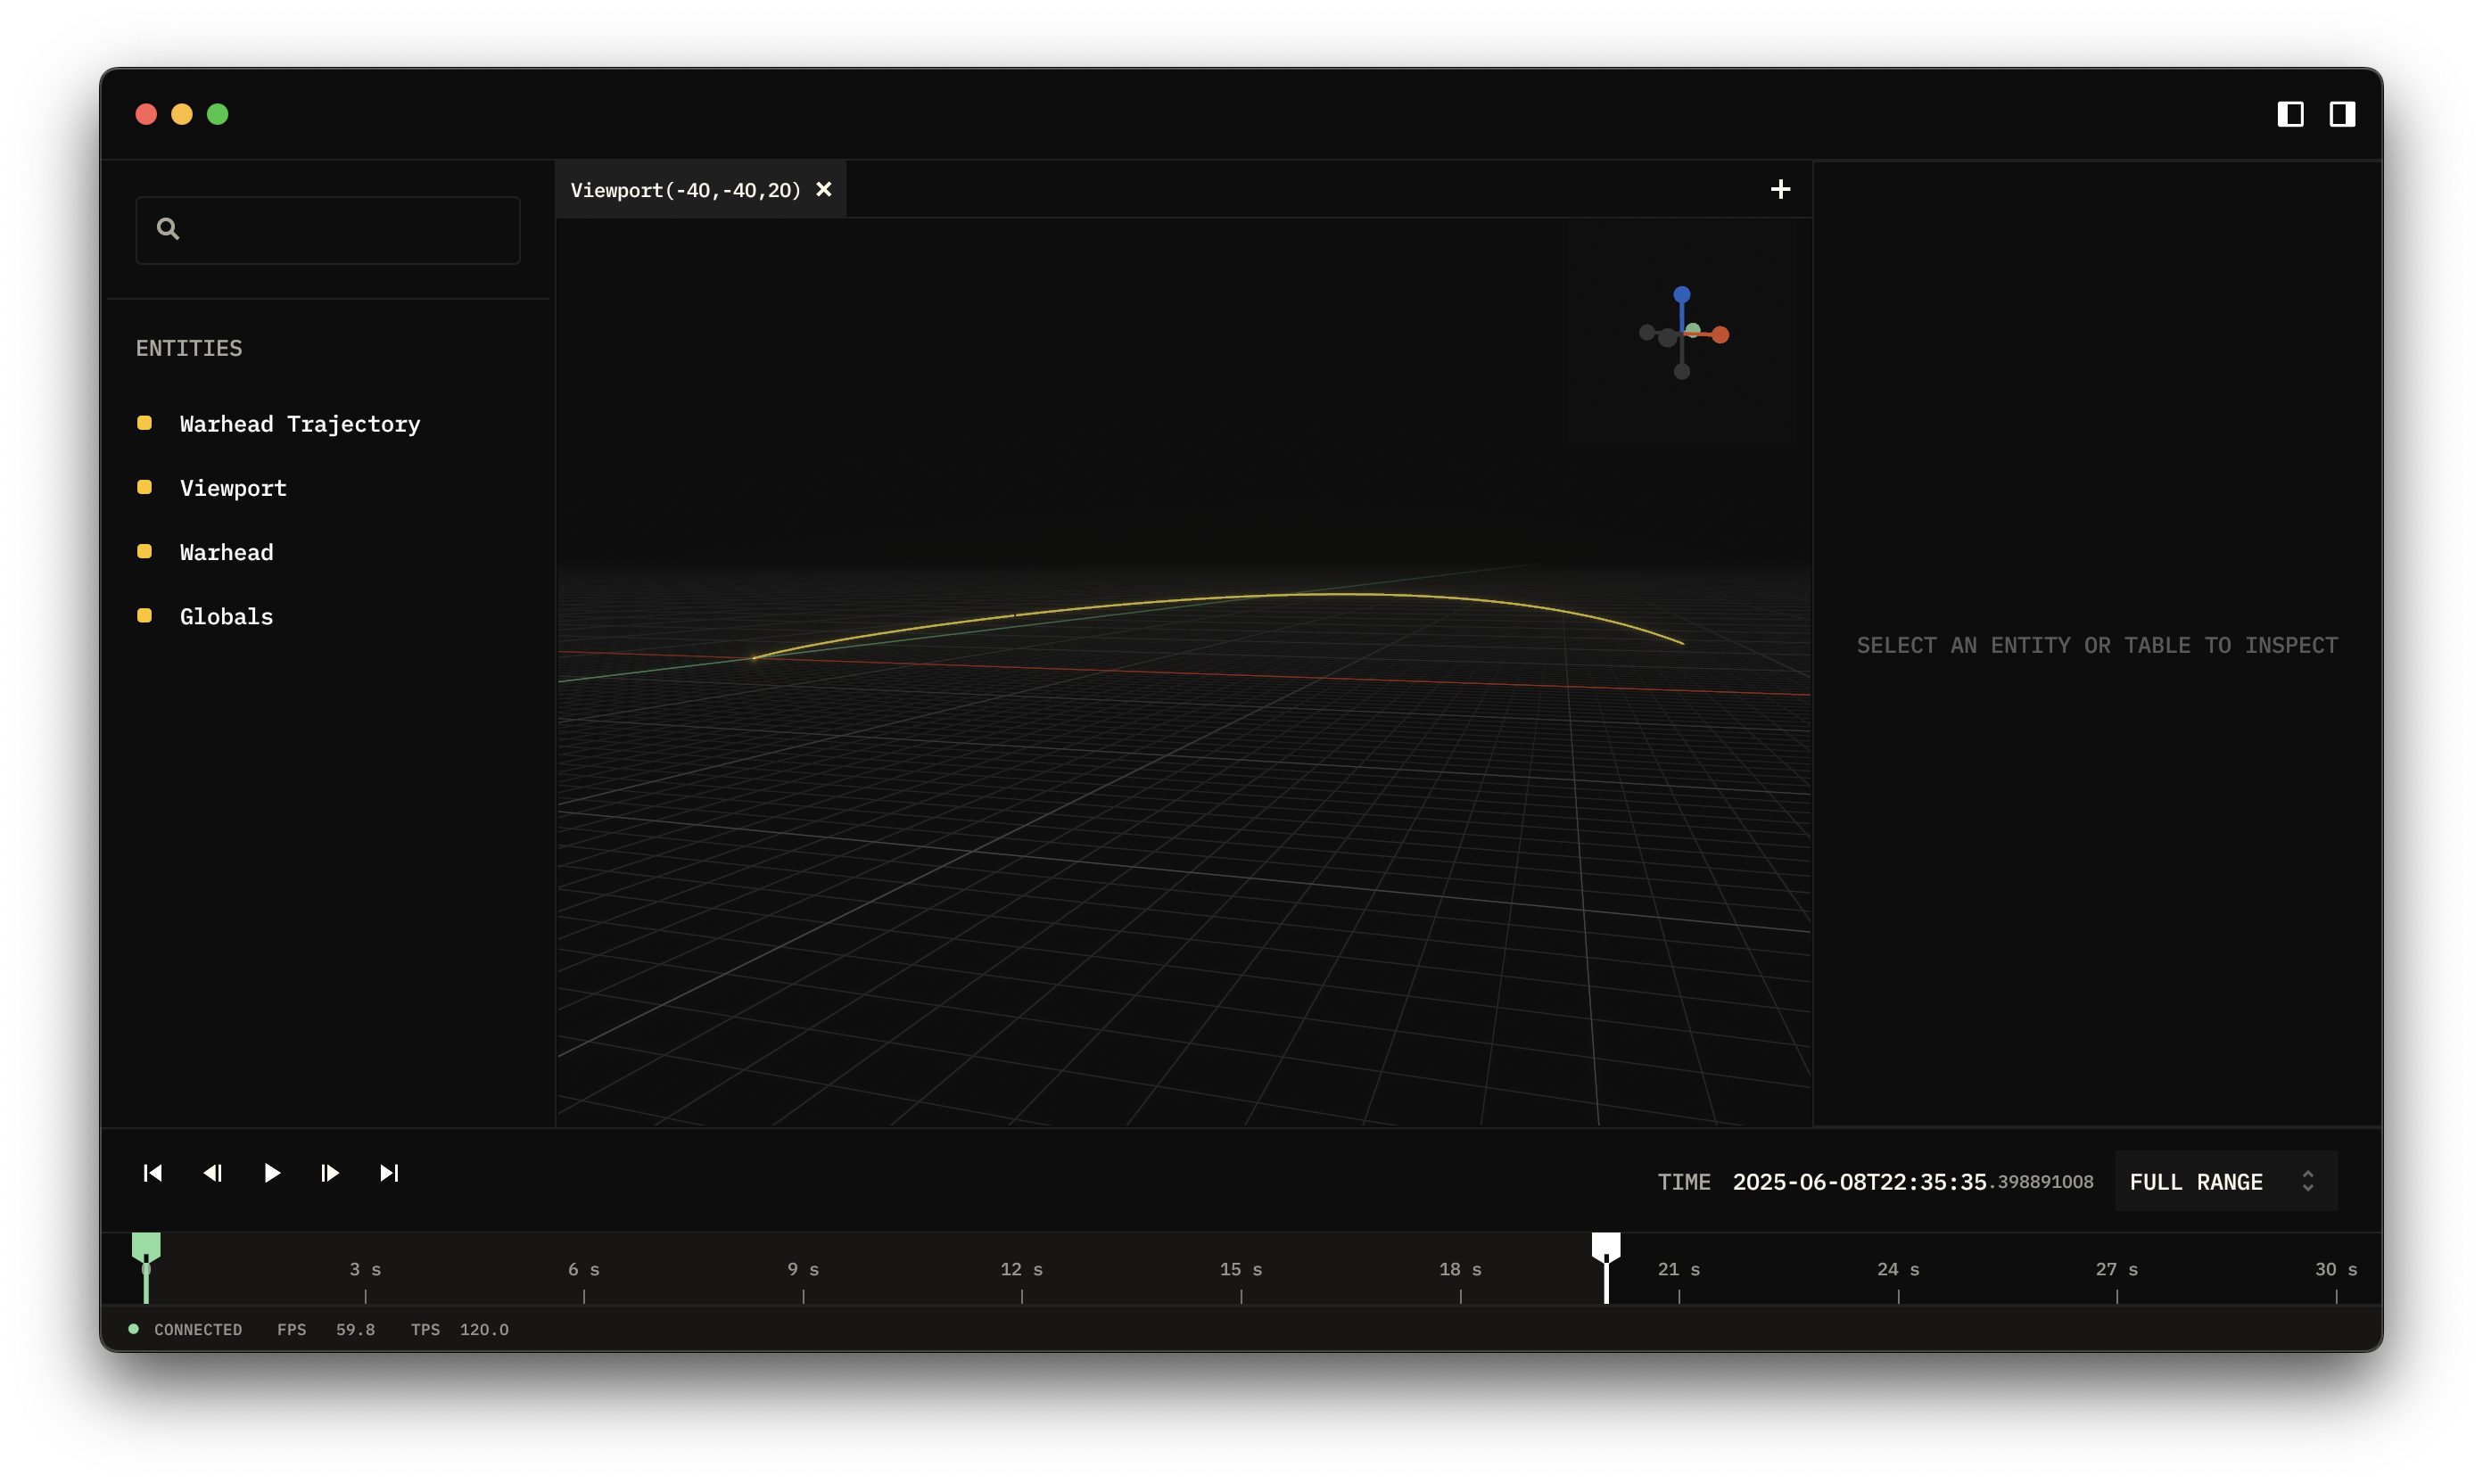 Viewport(-40,-40,20)
ENTITIES
Warhead Trajectory
Viewport
Warhead
Globals
SELECT AN ENTITY OR TABLE TO INSPECT
TIME 2025-06-08T22:35:35.398891008 FULL RANGE
0 3 s 6 s 9 s 12 s 15 s 18 s 21 s 24 s 27 s 30 s
CONNECTED FPS 59.8 TPS 120.0